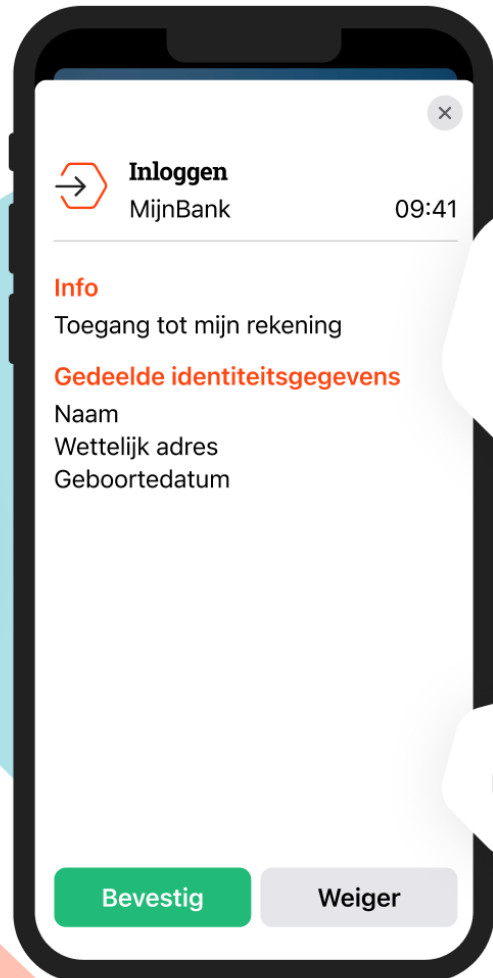 Inloggen
MijnBank 09:41
Info
Toegang tot mijn rekening
Gedeelde identiteitsgegevens
Naam
Wettelijk adres
Geboortedatum
Bevestig Weiger